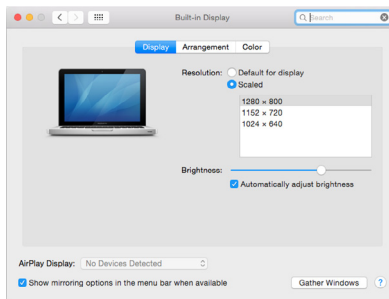 Built-in Display
Search
Display Arrangement Color
Resolution: Default for display
Scaled
1280 × 800
1152 × 720
1024 × 640
Brightness:
Automatically adjust brightness
AirPlay Display: No Devices Detected
Show mirroring options in the menu bar when available
Gather Windows ?